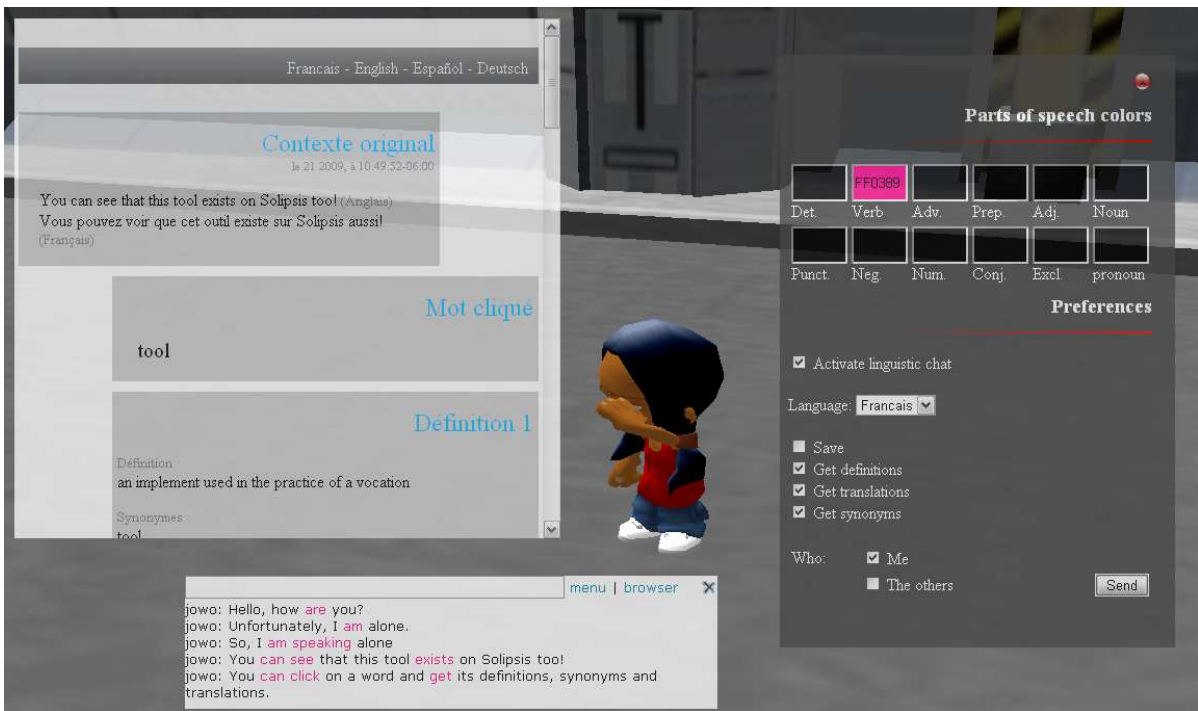 Francais - English - Español - Deutsch
Contexte original
le 21 2009, à 10:49:52-06:00
You can see that this tool exists on Solipsis too! (Anglais)
Vous pouvez voir que cet outil existe sur Solipsis aussi!
(Français)
Mot cliqué
tool
Définition 1
Définition
an implement used in the practice of a vocation
Synonymes
tool
Parts of speech colors
FF0389
Det. Verb Adv. Prep. Adj. Noun
Punct. Neg. Num. Conj. Excl. pronoun
Preferences
Activate linguistic chat
Language: Francais
Save
Get definitions
Get translations
Get synonyms
Who: Me
The others
Send
menu | browser
jowo: Hello, how are you?
jowo: Unfortunately, I am alone.
jowo: So, I am speaking alone
jowo: You can see that this tool exists on Solipsis too!
jowo: You can click on a word and get its definitions, synonyms and
translations.